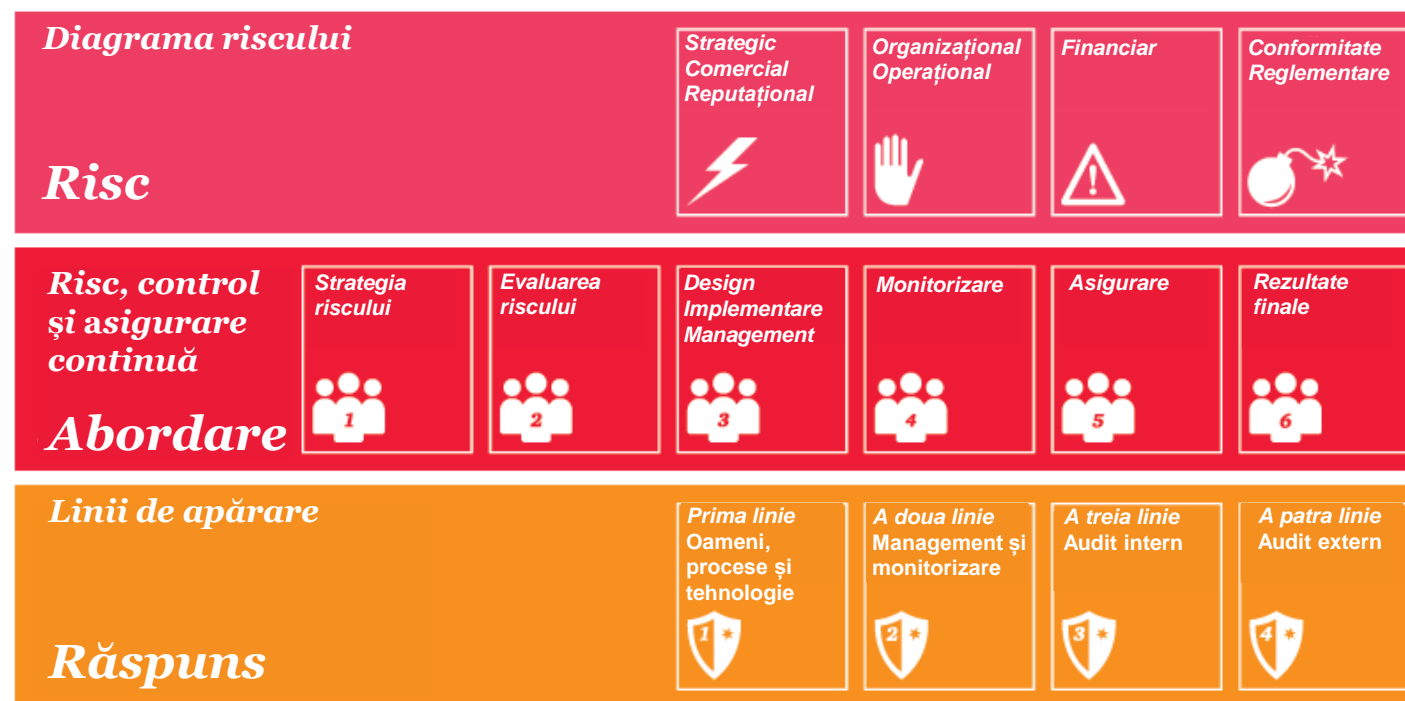 Diagrama riscului
Risc
Strategic
Comercial
Reputațional
Organizațional
Operațional
Financiar
Conformitate
Reglementare
Risc, control
și asigurare
continuă
Abordare
Strategia
riscului
1
Evaluarea
riscului
2
Design
Implementare
Management
3
Monitorizare
4
Asigurare
5
Rezultate
finale
6
Linii de apărare
Răspuns
Prima linie
Oameni,
procese și
tehnologie
1
A doua linie
Management și
monitorizare
2
A treia linie
Audit intern
3
A patra linie
Audit extern
4